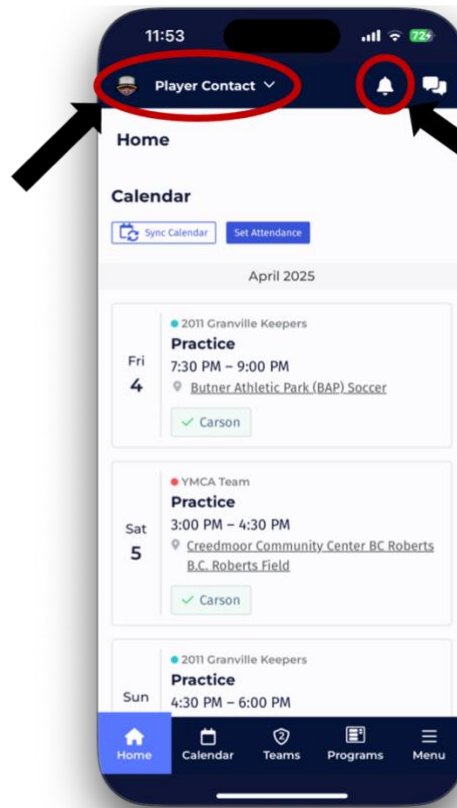 11:53
72
Player Contact
Home
Calendar
Sync Calendar
Set Attendance
April 2025
2011 Granville Keepers
Practice
Fri
7:30 PM – 9:00 PM
4
Butner Athletic Park (BAP) Soccer
Carson
YMCA Team
Practice
Sat
3:00 PM – 4:30 PM
5
Creedmoor Community Center BC Roberts
B.C. Roberts Field
Carson
2011 Granville Keepers
Practice
Sun
4:30 PM – 6:00 PM
2
Home
Calendar
Teams
Programs
Menu